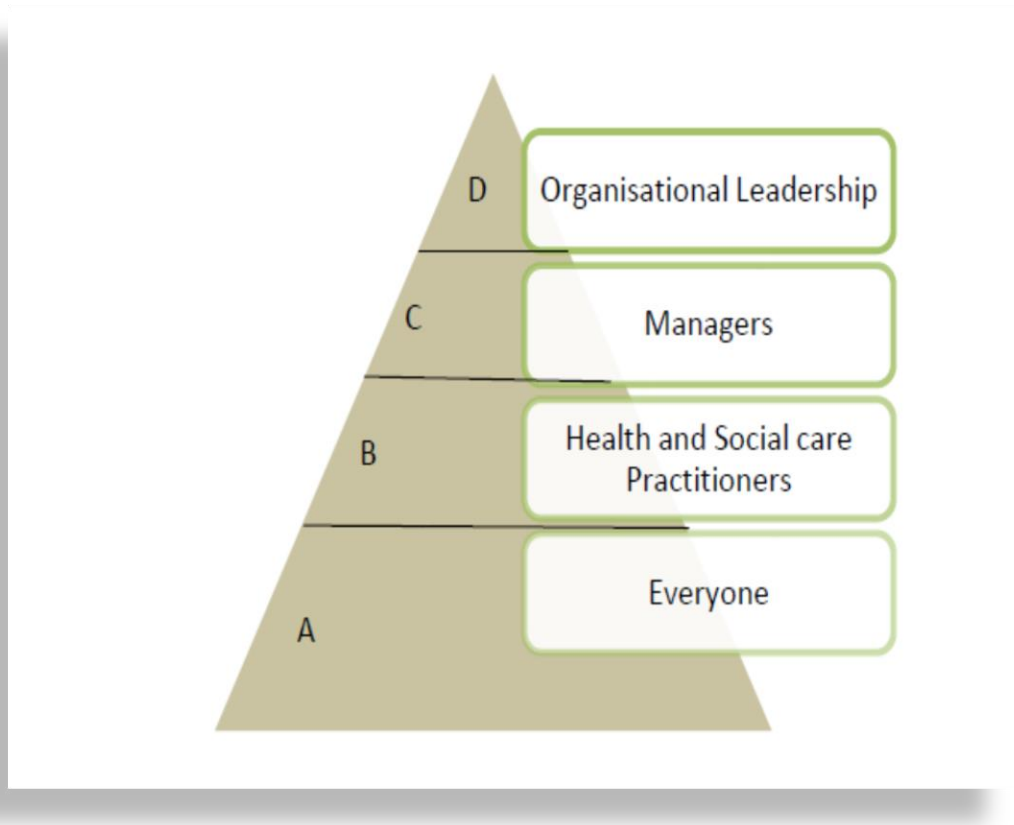 D
Organisational Leadership
C
Managers
B
Health and Social care
Practitioners
A
Everyone